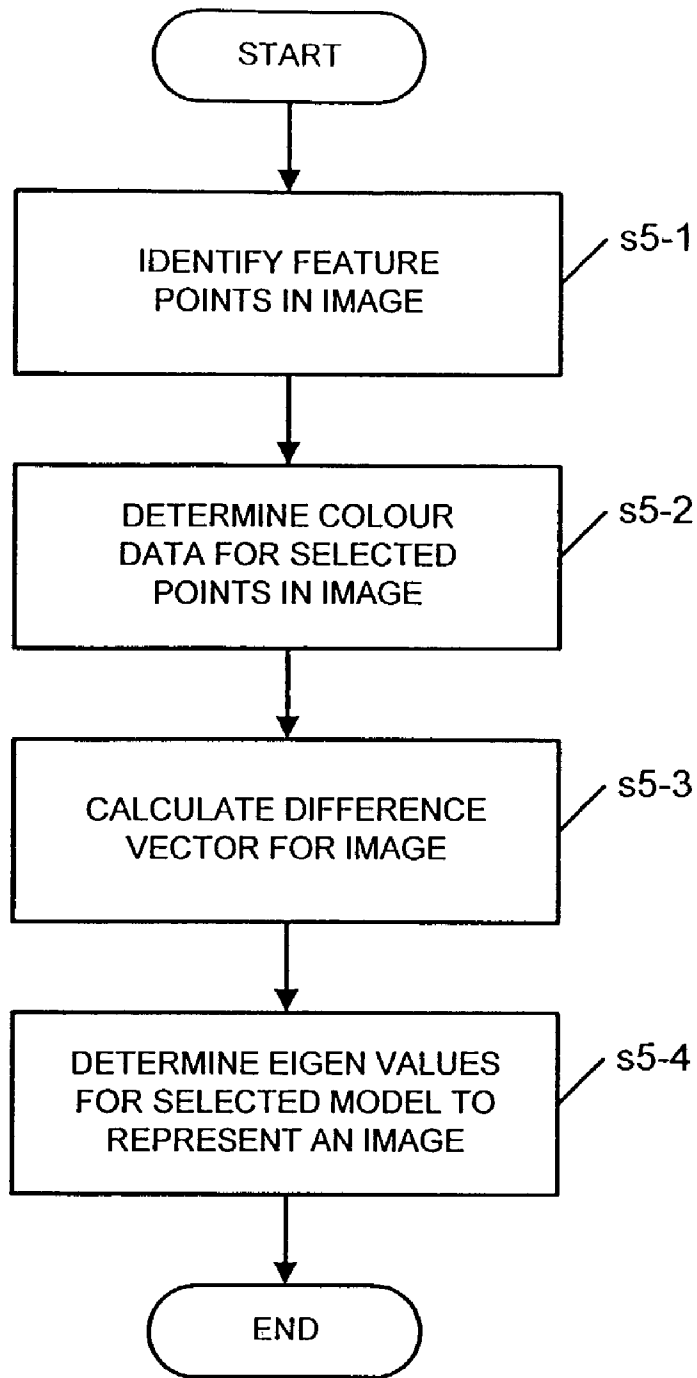 START
IDENTIFY FEATURE
POINTS IN IMAGE
s5-1
DETERMINE COLOUR
DATA FOR SELECTED
POINTS IN IMAGE
s5-2
CALCULATE DIFFERENCE
VECTOR FOR IMAGE
s5-3
DETERMINE EIGEN VALUES
FOR SELECTED MODEL TO
REPRESENT AN IMAGE
s5-4
END